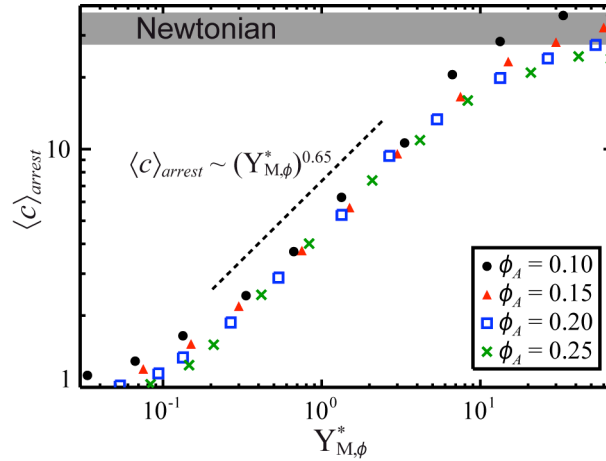 Newtonian
10
1
⟨c⟩arrest
⟨c⟩arrest ~ (Y*M,ϕ)^0.65
ϕA = 0.10
ϕA = 0.15
ϕA = 0.20
ϕA = 0.25
10^-1
10^0
10^1
Y*M,ϕ